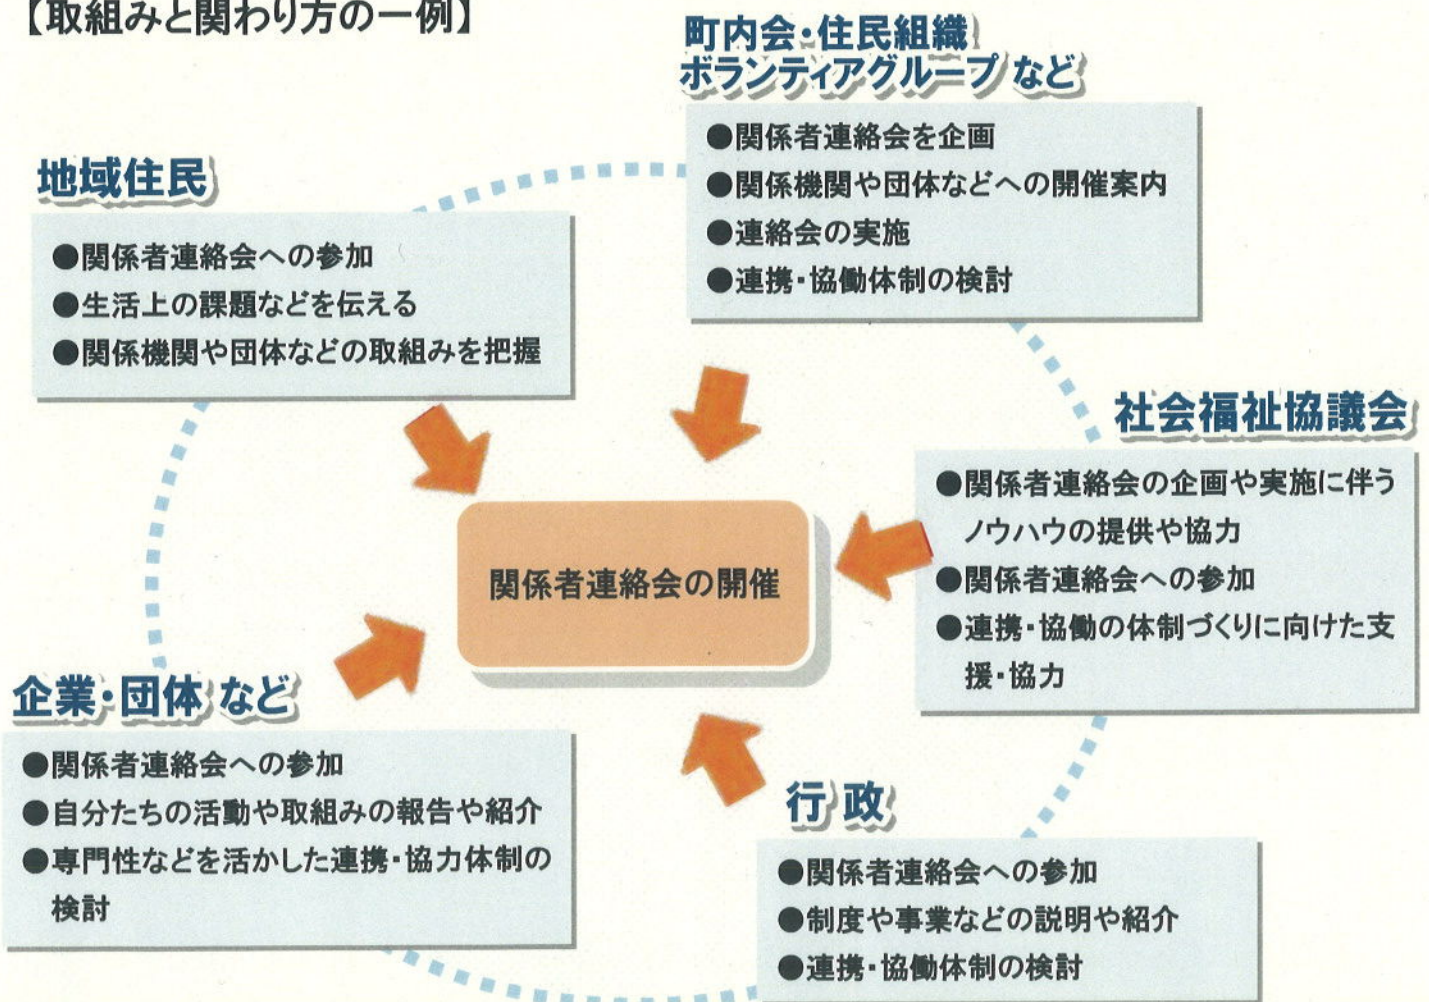 【取組みと関わり方の一例】
町内会・住民組織
ボランティアグループ など
●関係者連絡会を企画
●関係機関や団体などへの開催案内
●連絡会の実施
●連携・協働体制の検討
地域住民
●関係者連絡会への参加
●生活上の課題などを伝える
●関係機関や団体などの取組みを把握
社会福祉協議会
●関係者連絡会の企画や実施に伴う
ノウハウの提供や協力
●関係者連絡会への参加
●連携・協働の体制づくりに向けた支
援・協力
関係者連絡会の開催
企業・団体 など
●関係者連絡会への参加
●自分たちの活動や取組みの報告や紹介
●専門性などを活かした連携・協力体制の
検討
行 政
●関係者連絡会への参加
●制度や事業などの説明や紹介
●連携・協働体制の検討